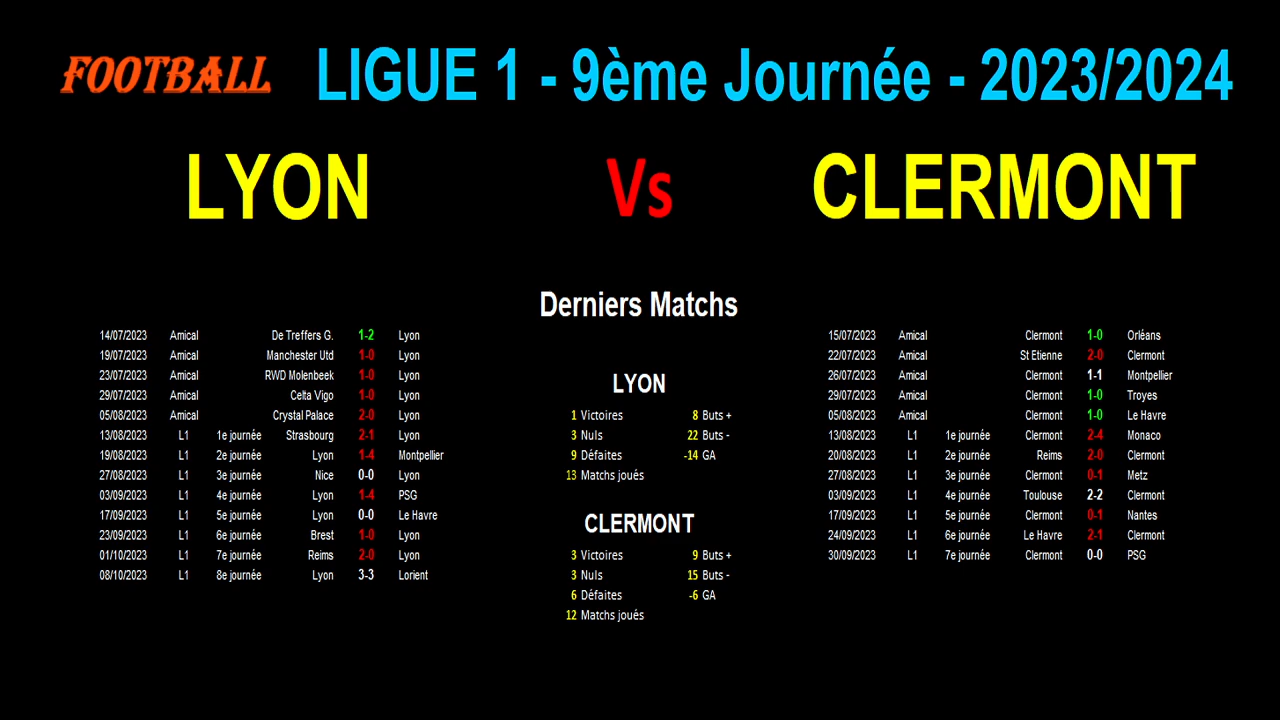 FOOTBALL LIGUE 1 - 9ème Journée - 2023/2024
LYON Vs CLERMONT
Derniers Matchs
14/07/2023 Amical De Treffers G. 1-2 Lyon
19/07/2023 Amical Manchester Utd 1-0 Lyon
23/07/2023 Amical RWD Molenbeek 1-0 Lyon
29/07/2023 Amical Celta Vigo 1-0 Lyon
05/08/2023 Amical Crystal Palace 2-0 Lyon
13/08/2023 L1 1e journée Strasbourg 2-1 Lyon
19/08/2023 L1 2e journée Lyon 1-4 Montpellier
27/08/2023 L1 3e journée Nice 0-0 Lyon
03/09/2023 L1 4e journée Lyon 1-4 PSG
17/09/2023 L1 5e journée Lyon 0-0 Le Havre
23/09/2023 L1 6e journée Brest 1-0 Lyon
01/10/2023 L1 7e journée Reims 2-0 Lyon
08/10/2023 L1 8e journée Lyon 3-3 Lorient
LYON
1 Victoires 8 Buts +
3 Nuls 22 Buts -
9 Défaites -14 GA
13 Matchs joués
CLERMONT
3 Victoires 9 Buts +
3 Nuls 15 Buts -
6 Défaites -6 GA
12 Matchs joués
15/07/2023 Amical Clermont 1-0 Orléans
22/07/2023 Amical St Etienne 2-0 Clermont
26/07/2023 Amical Clermont 1-1 Montpellier
29/07/2023 Amical Clermont 1-0 Troyes
05/08/2023 Amical Clermont 1-0 Le Havre
13/08/2023 L1 1e journée Clermont 2-4 Monaco
20/08/2023 L1 2e journée Reims 2-0 Clermont
27/08/2023 L1 3e journée Clermont 0-1 Metz
03/09/2023 L1 4e journée Toulouse 2-2 Clermont
17/09/2023 L1 5e journée Clermont 0-1 Nantes
24/09/2023 L1 6e journée Le Havre 2-1 Clermont
30/09/2023 L1 7e journée Clermont 0-0 PSG